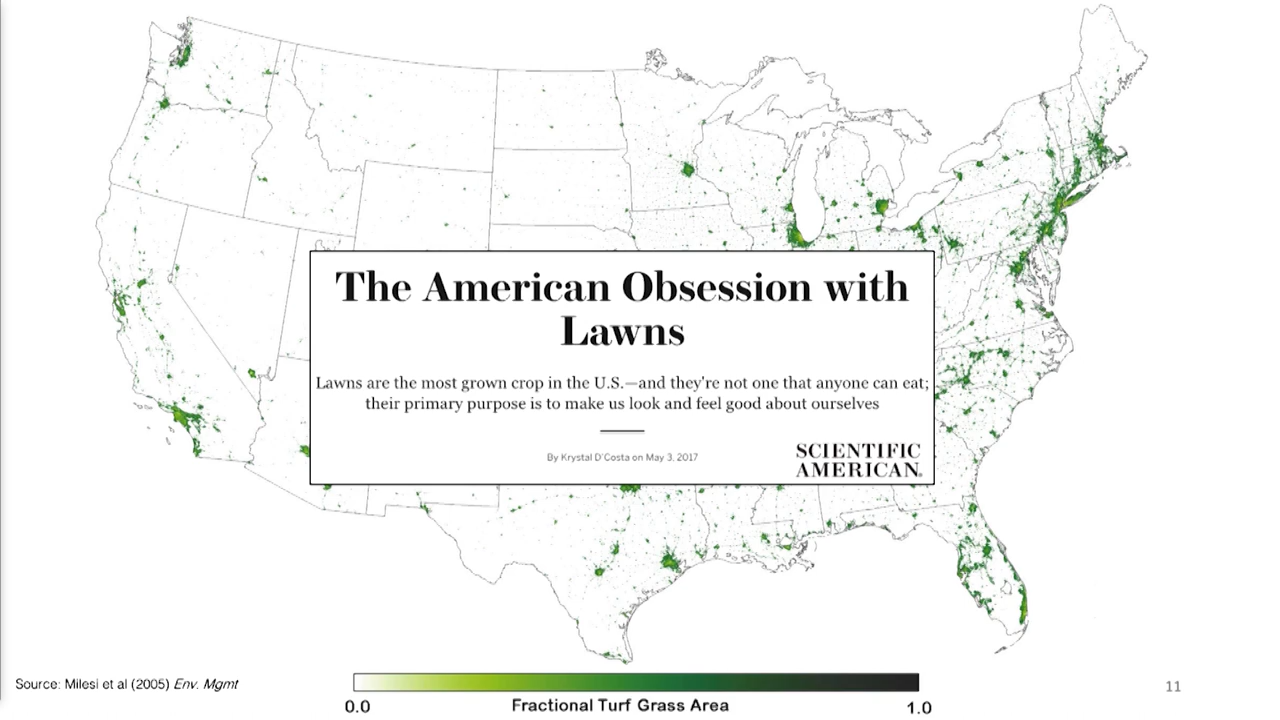 The American Obsession with
Lawns
Lawns are the most grown crop in the U.S.—and they're not one that anyone can eat;
their primary purpose is to make us look and feel good about ourselves
By Krystal D'Costa on May 3, 2017
SCIENTIFIC
AMERICAN®
Source: Milesi et al (2005) Env. Mgmt
0.0
Fractional Turf Grass Area
1.0
11